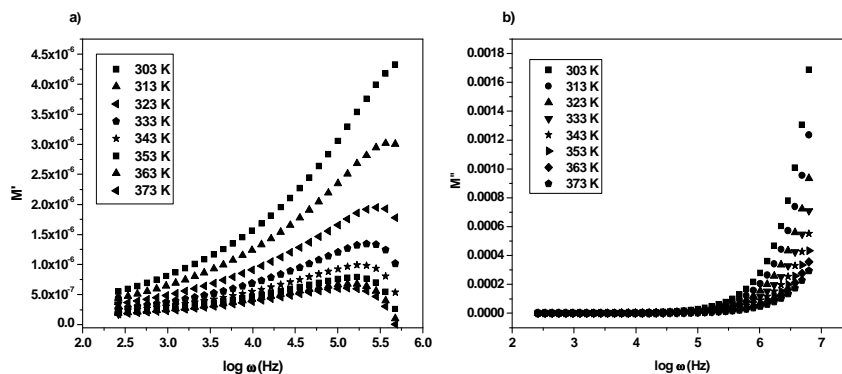 a)
4.5x10⁻⁶
4.0x10⁻⁶
3.5x10⁻⁶
3.0x10⁻⁶
2.5x10⁻⁶
2.0x10⁻⁶
1.5x10⁻⁶
1.0x10⁻⁶
5.0x10⁻⁷
0.0
M'
303 K
313 K
323 K
333 K
343 K
353 K
363 K
373 K
2.0 2.5 3.0 3.5 4.0 4.5 5.0 5.5 6.0
log ω (Hz)
b)
0.0018
0.0016
0.0014
0.0012
0.0010
0.0008
0.0006
0.0004
0.0002
0.0000
M''
303 K
313 K
323 K
333 K
343 K
353 K
363 K
373 K
2 3 4 5 6 7
log ω (Hz)